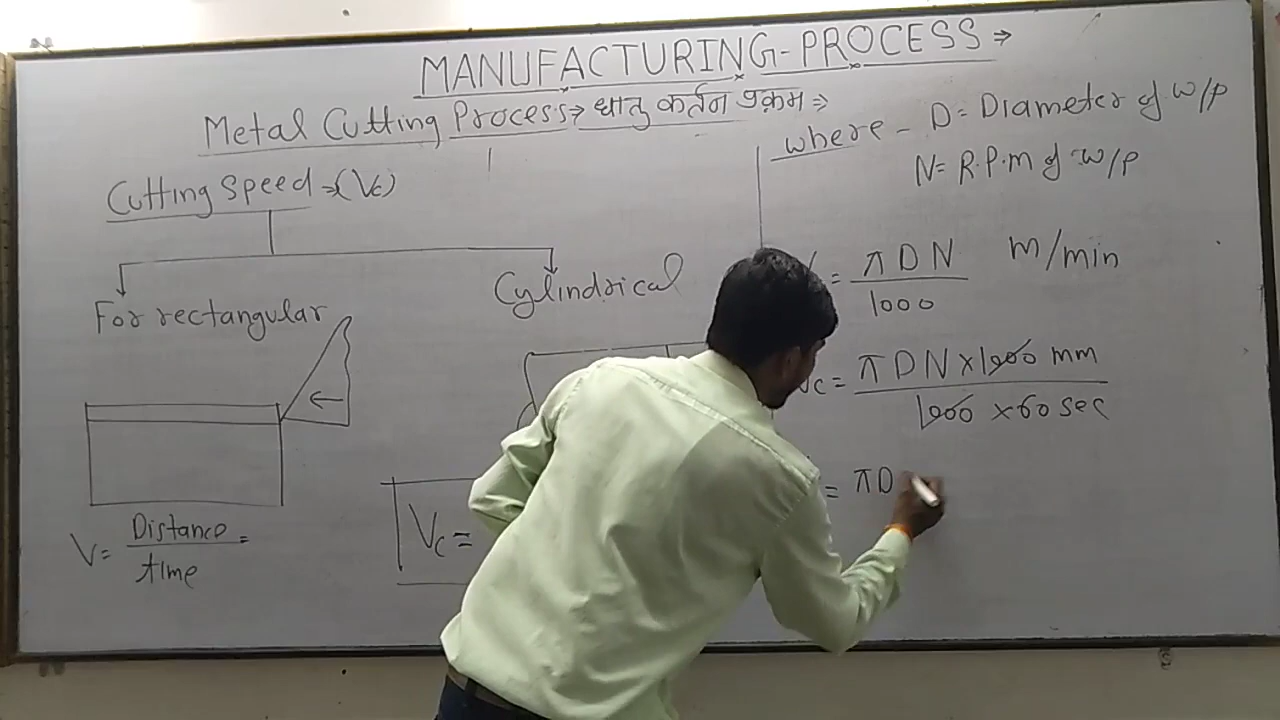 MANUFACTURING-PROCESS ⇒
Metal Cutting Process ⇒ धातु कर्तन प्रक्रम ⇒
Cutting Speed ⇒ (Vc)
For rectangular
Cylindrical
V = Distance / time =
Vc =
where - D = Diameter of w/p
N = R.P.m of w/p
= πDN / 1000 m/min
Vc = πDN × 1000 mm / 1000 × 60 sec
= πD